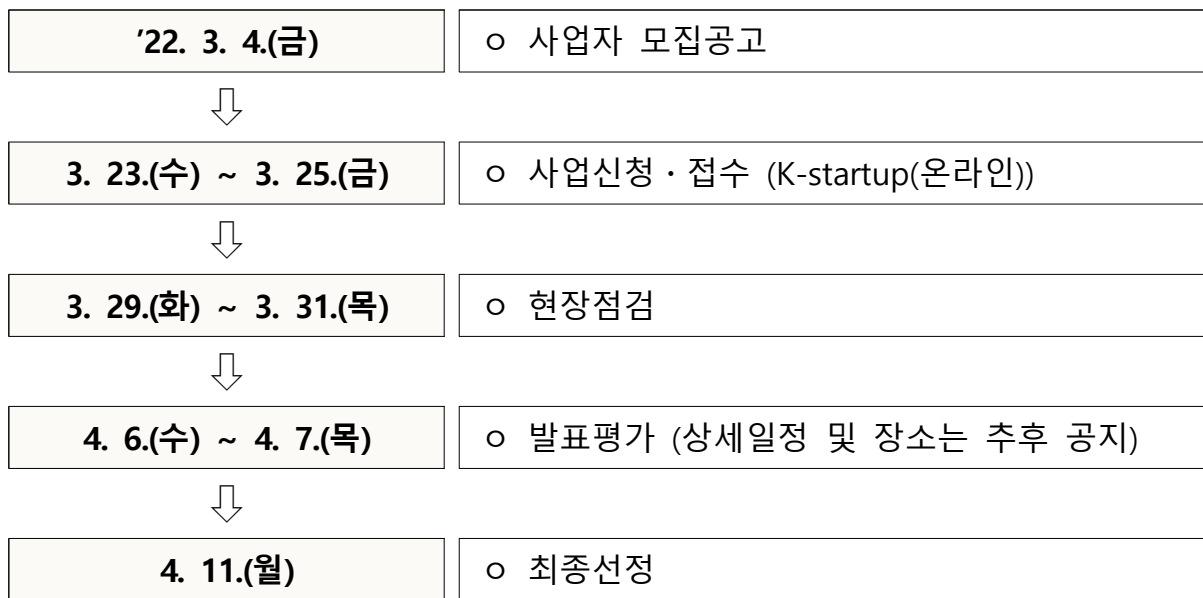 ’22. 3. 4.(금) ㅇ 사업자 모집공고
3. 23.(수) ~ 3. 25.(금) ㅇ 사업신청・접수 (K-startup(온라인))
3. 29.(화) ~ 3. 31.(목) ㅇ 현장점검
4. 6.(수) ~ 4. 7.(목) ㅇ 발표평가 (상세일정 및 장소는 추후 공지)
4. 11.(월) ㅇ 최종선정